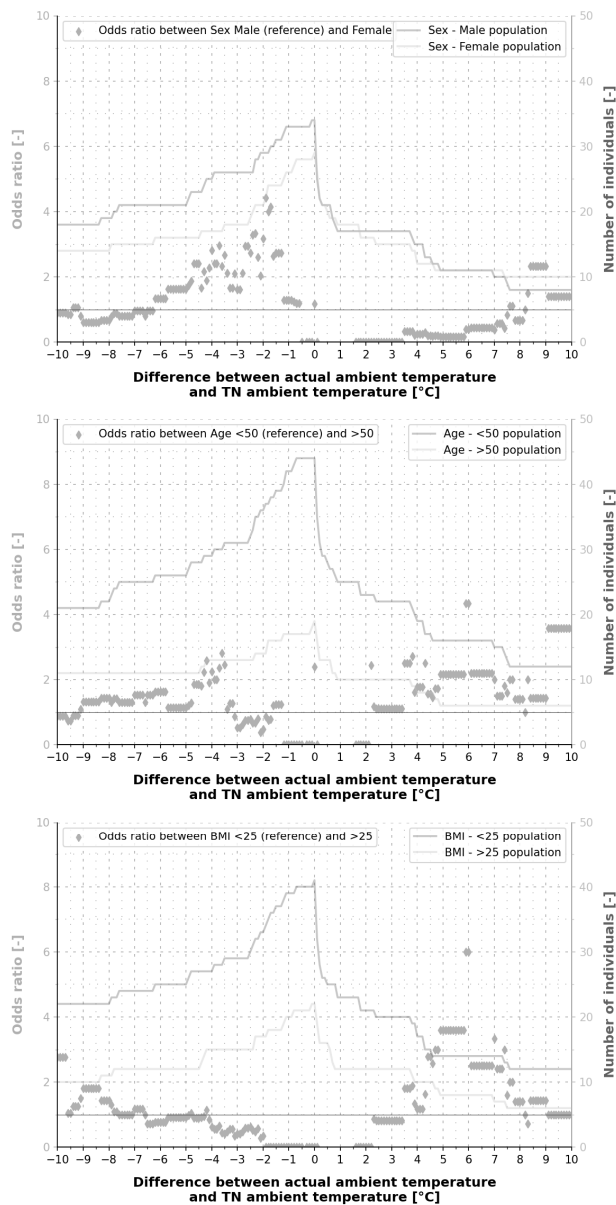 Odds ratio between Sex Male (reference) and Female
Sex - Male population
Sex - Female population
Odds ratio [-]
Number of individuals [-]
10
8
6
4
2
0
50
40
30
20
10
0
−10 −9 −8 −7 −6 −5 −4 −3 −2 −1 0 1 2 3 4 5 6 7 8 9 10
Difference between actual ambient temperature
and TN ambient temperature [°C]
Odds ratio between Age <50 (reference) and >50
Age - <50 population
Age - >50 population
Odds ratio [-]
Number of individuals [-]
10
8
6
4
2
0
50
40
30
20
10
0
−10 −9 −8 −7 −6 −5 −4 −3 −2 −1 0 1 2 3 4 5 6 7 8 9 10
Difference between actual ambient temperature
and TN ambient temperature [°C]
Odds ratio between BMI <25 (reference) and >25
BMI - <25 population
BMI - >25 population
Odds ratio [-]
Number of individuals [-]
10
8
6
4
2
0
50
40
30
20
10
0
−10 −9 −8 −7 −6 −5 −4 −3 −2 −1 0 1 2 3 4 5 6 7 8 9 10
Difference between actual ambient temperature
and TN ambient temperature [°C]